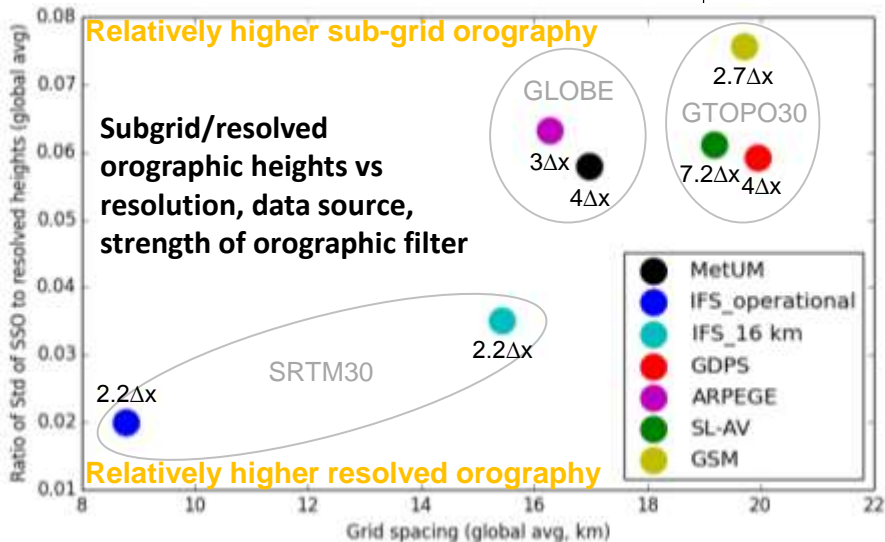 Relatively higher sub-grid orography
GLOBE
GTOPO30
2.7Δx
3Δx
4Δx
7.2Δx
4Δx
Subgrid/resolved
orographic heights vs
resolution, data source,
strength of orographic filter
SRTM30
2.2Δx
2.2Δx
MetUM
IFS_operational
IFS_16 km
GDPS
ARPEGE
SL-AV
GSM
Relatively higher resolved orography
Ratio of Std of SSO to resolved heights (global avg)
0.08
0.07
0.06
0.05
0.04
0.03
0.02
0.01
8
10
12
14
16
18
20
22
Grid spacing (global avg, km)